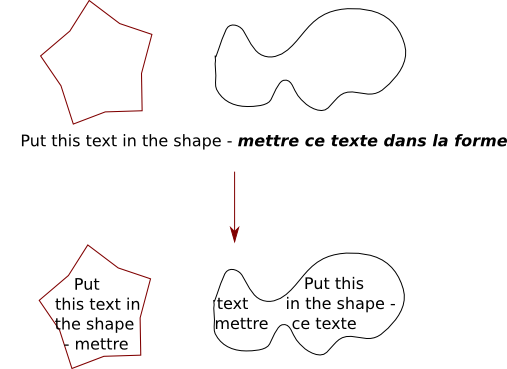 Put this text in the shape - mettre ce texte dans la forme
Put
this text in
the shape
- mettre
Put this
text in the shape -
mettre ce texte